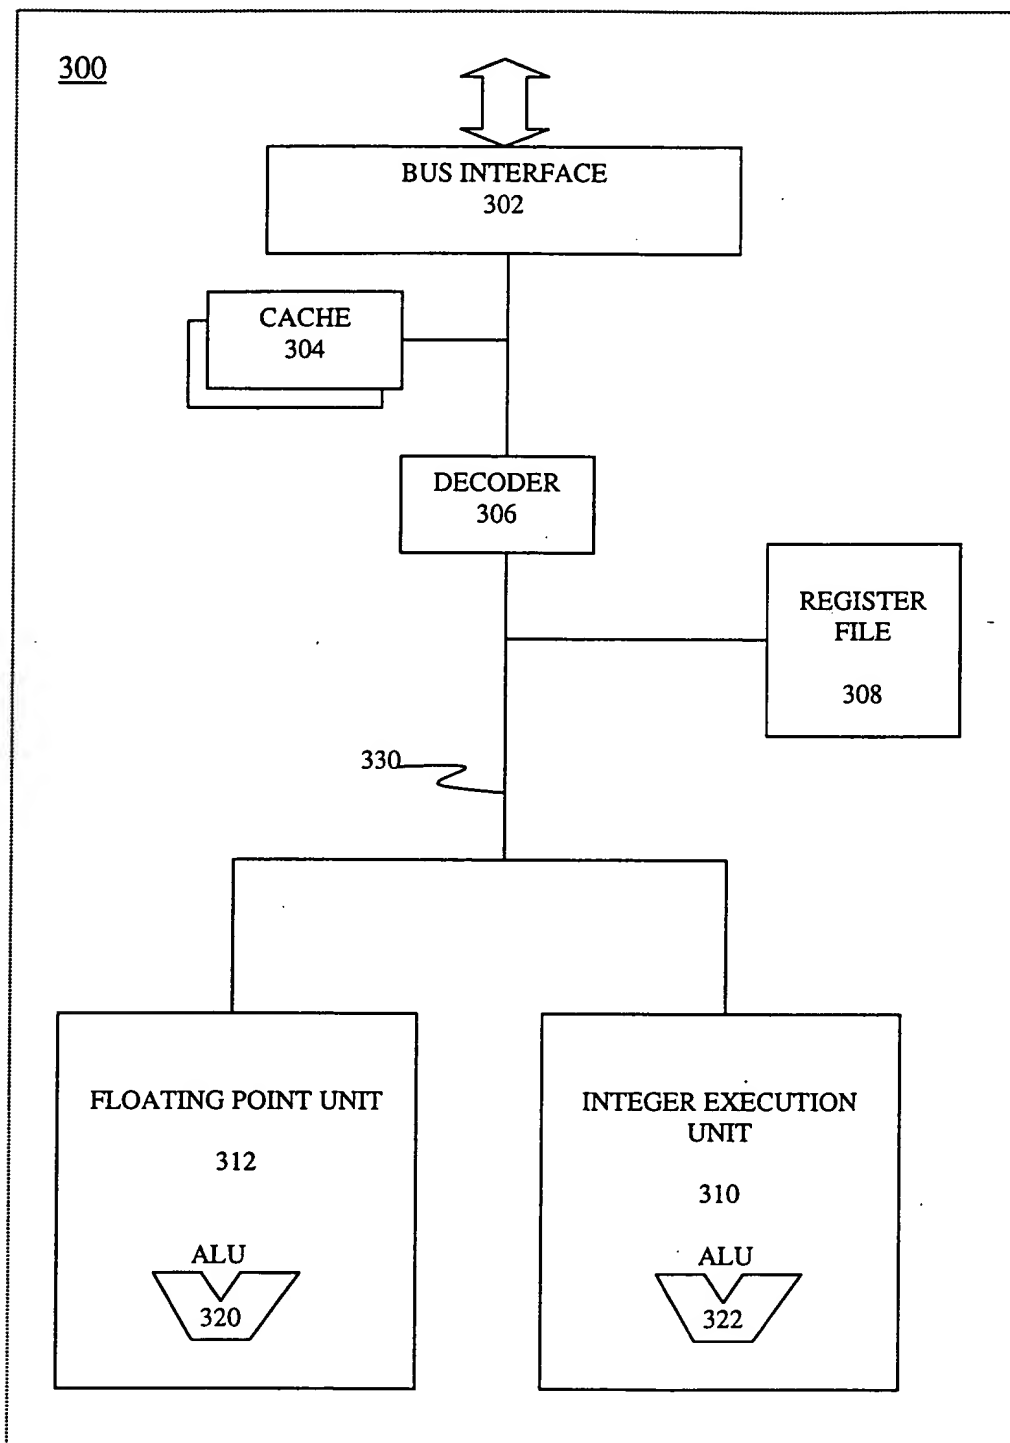 300
BUS INTERFACE
302
CACHE
304
DECODER
306
REGISTER
FILE
308
330
FLOATING POINT UNIT
312
ALU
320
INTEGER EXECUTION
UNIT
310
ALU
322